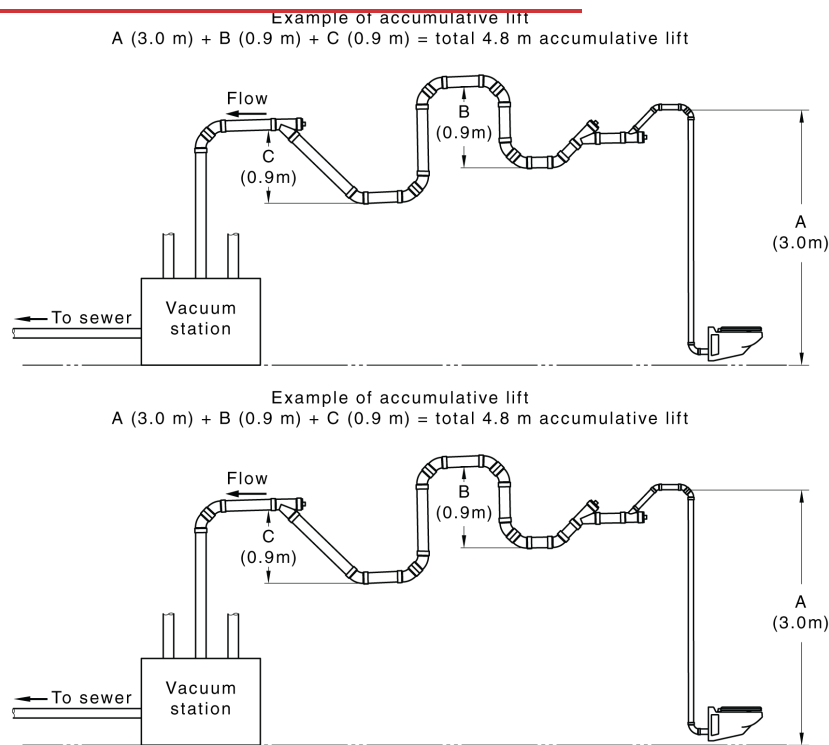 Example of accumulative lift
A (3.0 m) + B (0.9 m) + C (0.9 m) = total 4.8 m accumulative lift
Flow
B
(0.9m)
C
(0.9m)
A
(3.0m)
Vacuum
station
To sewer
Example of accumulative lift
A (3.0 m) + B (0.9 m) + C (0.9 m) = total 4.8 m accumulative lift
Flow
B
(0.9m)
C
(0.9m)
A
(3.0m)
Vacuum
station
To sewer